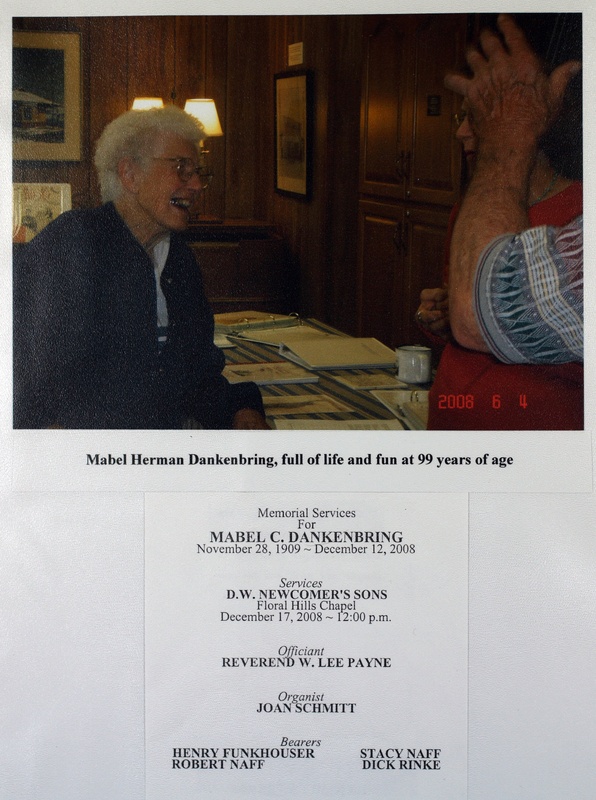 2008 6 4
Mabel Herman Dankenbring, full of life and fun at 99 years of age
Memorial Services
For
MABEL C. DANKENBRING
November 28, 1909 ~ December 12, 2008
Services
D.W. NEWCOMER'S SONS
Floral Hills Chapel
December 17, 2008 ~ 12:00 p.m.
Officiant
REVEREND W. LEE PAYNE
Organist
JOAN SCHMITT
Bearers
HENRY FUNKHOUSER STACY NAFF
ROBERT NAFF DICK RINKE